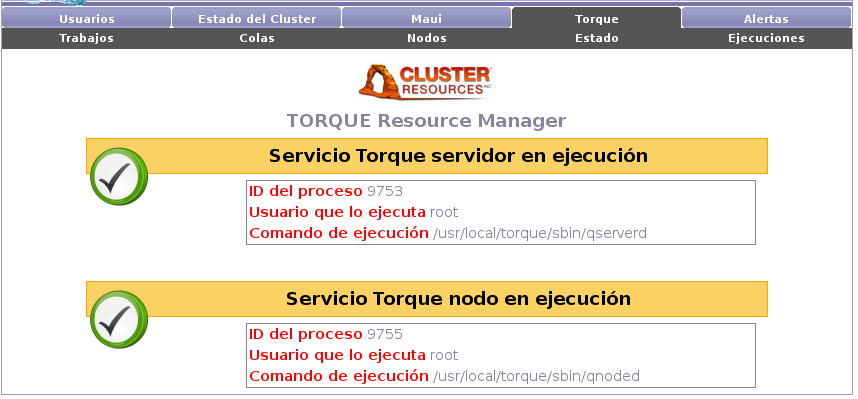 Usuarios Estado del Cluster Maui Torque Alertas
Trabajos Colas Nodos Estado Ejecuciones
CLUSTER
RESOURCES INC.
TORQUE Resource Manager
Servicio Torque servidor en ejecución
ID del proceso 9753
Usuario que lo ejecuta root
Comando de ejecución /usr/local/torque/sbin/qserverd
Servicio Torque nodo en ejecución
ID del proceso 9755
Usuario que lo ejecuta root
Comando de ejecución /usr/local/torque/sbin/qnoded